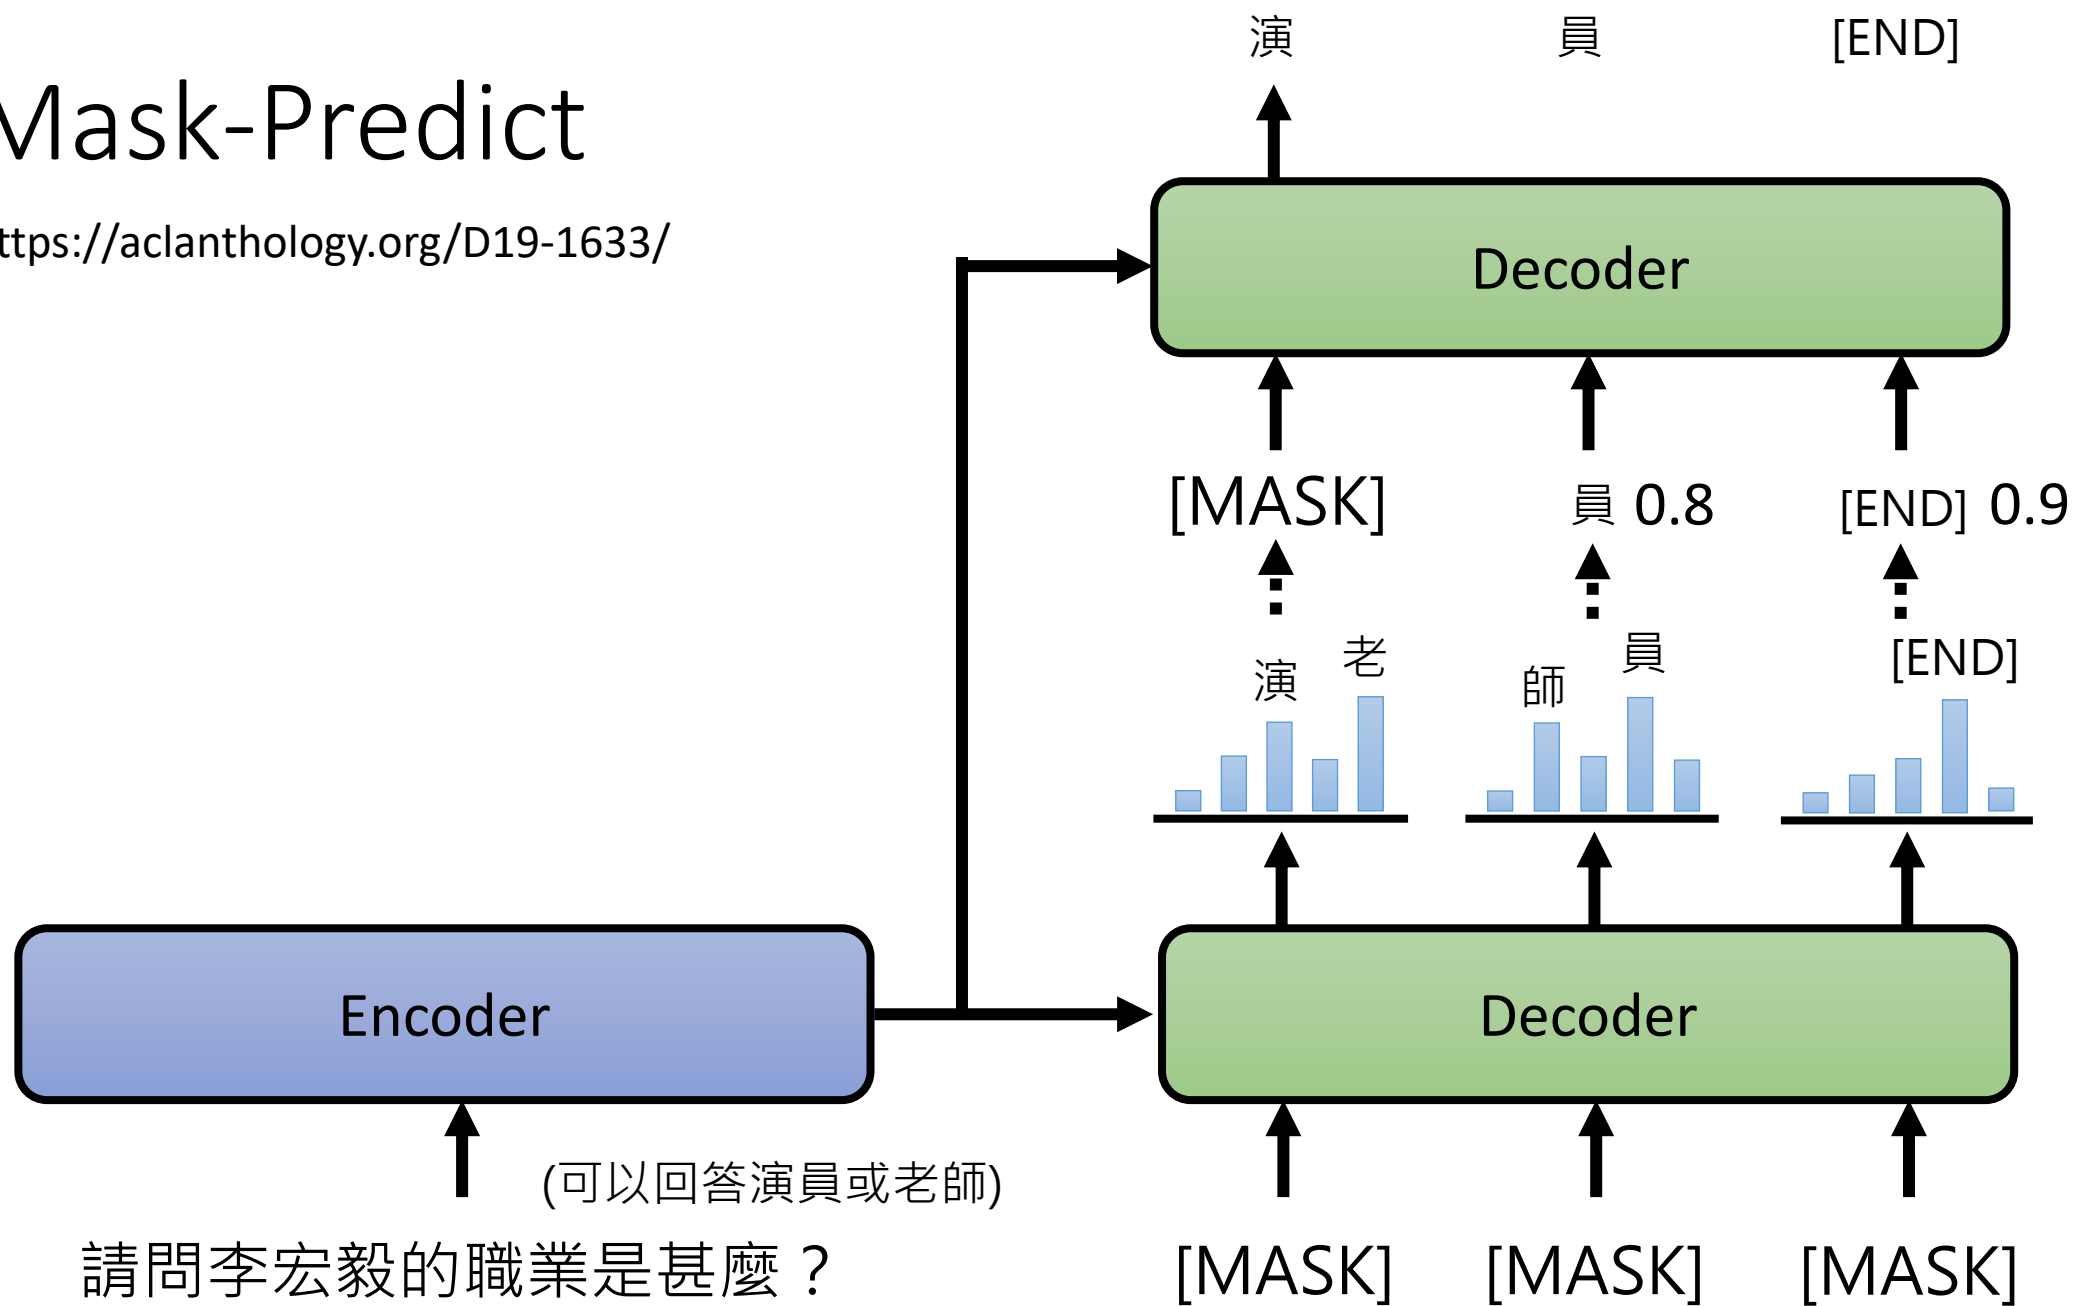 Mask-Predict
ttps://aclanthology.org/D19-1633/
演 員 [END]
Decoder
[MASK] 員 0.8 [END] 0.9
演 老 師 員 [END]
Encoder
Decoder
(可以回答演員或老師)
請問李宏毅的職業是甚麼？
[MASK] [MASK] [MASK]